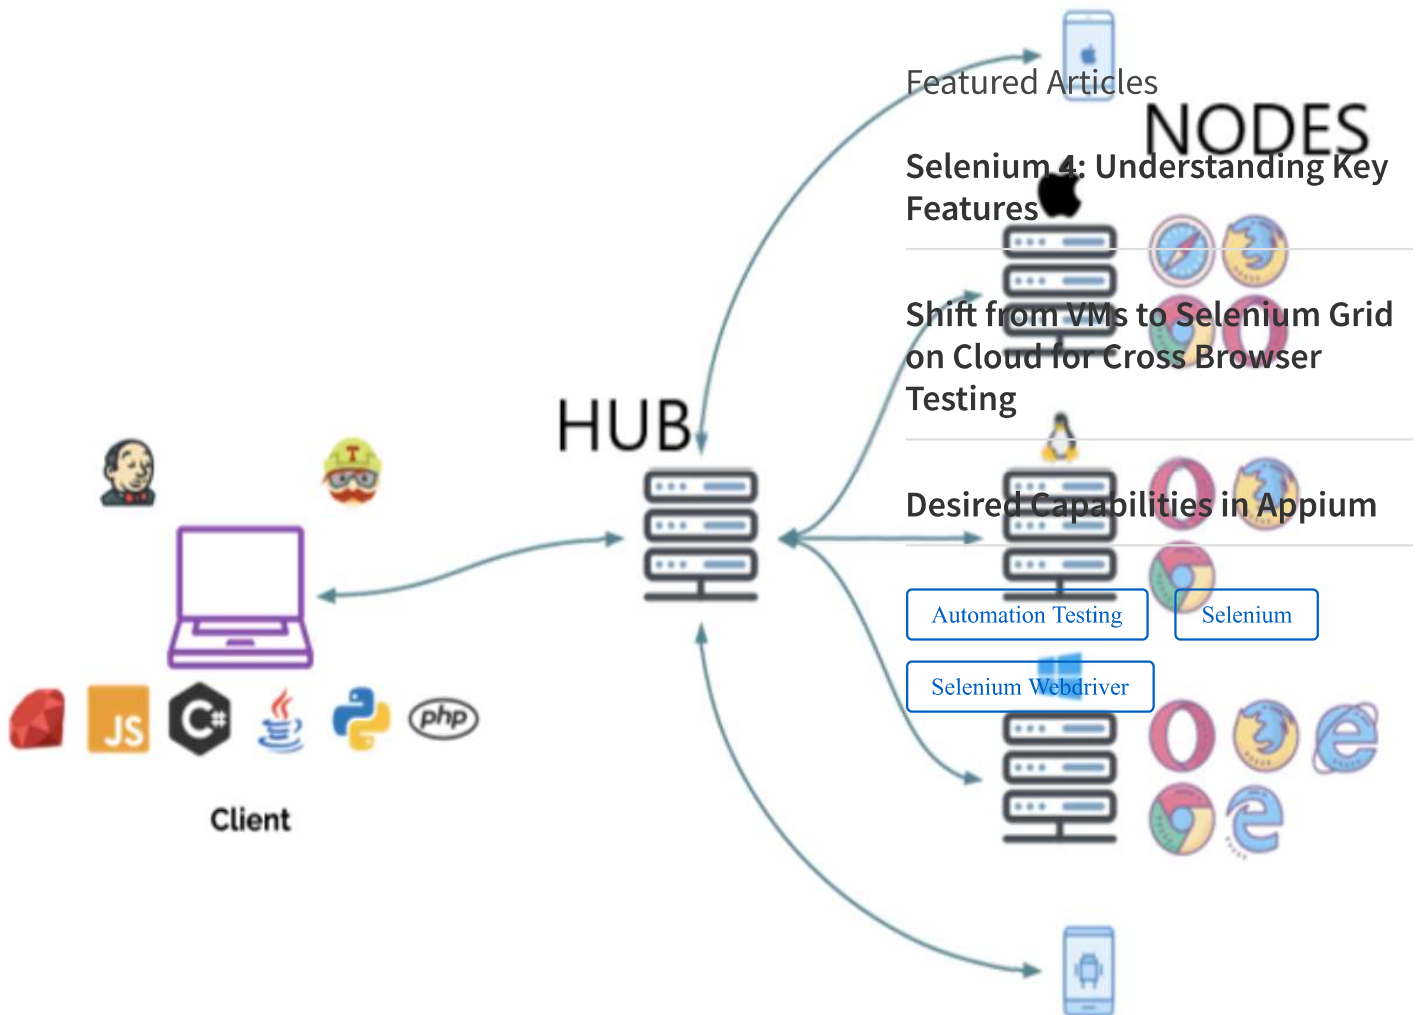 Featured Articles
NODES
Selenium 4: Understanding Key
Features
Shift from VMs to Selenium Grid
on Cloud for Cross Browser
Testing
HUB
Desired Capabilities in Appium
T
Automation Testing
Selenium
Selenium Webdriver
JS
C#
php
Client